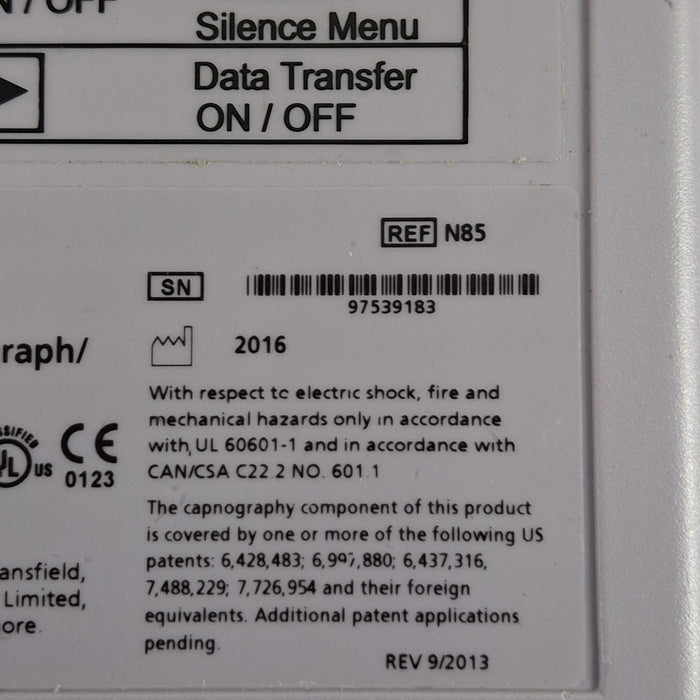 N / OFF
Silence Menu
Data Transfer
ON / OFF
REF N85
SN
97539183
raph/
2016
With respect to electric shock, fire and
mechanical hazards only in accordance
with UL 60601-1 and in accordance with
CAN/CSA C22.2 NO. 601.1
SIFIED
UL US
CE
0123
The capnography component of this product
is covered by one or more of the following US
patents: 6,428,483; 6,997,880; 6,437,316,
7,488,229; 7,726,954 and their foreign
equivalents. Additional patent applications
pending.
ansfield,
Limited,
ore.
REV 9/2013